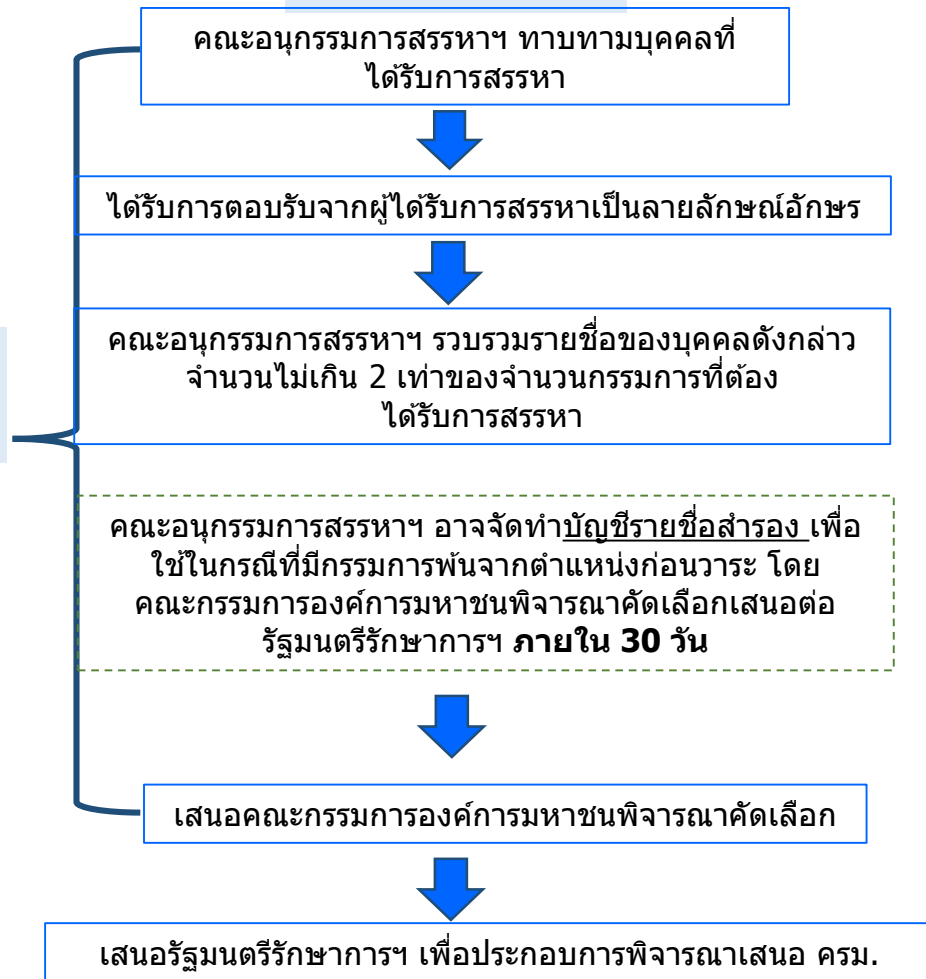 คณะอนุกรรมการสรรหาฯ ทาบทามบุคคลที่
ได้รับการสรรหา
ได้รับการตอบรับจากผู้ได้รับการสรรหาเป็นลายลักษณ์อักษร
คณะอนุกรรมการสรรหาฯ รวบรวมรายชื่อของบุคคลดังกล่าว
จำนวนไม่เกิน 2 เท่าของจำนวนกรรมการที่ต้อง
ได้รับการสรรหา
คณะอนุกรรมการสรรหาฯ อาจจัดทำบัญชีรายชื่อสำรอง เพื่อ
ใช้ในกรณีที่มีกรรมการพ้นจากตำแหน่งก่อนวาระ โดย
คณะกรรมการองค์การมหาชนพิจารณาคัดเลือกเสนอต่อ
รัฐมนตรีรักษาการฯ ภายใน 30 วัน
เสนอคณะกรรมการองค์การมหาชนพิจารณาคัดเลือก
เสนอรัฐมนตรีรักษาการฯ เพื่อประกอบการพิจารณาเสนอ ครม.